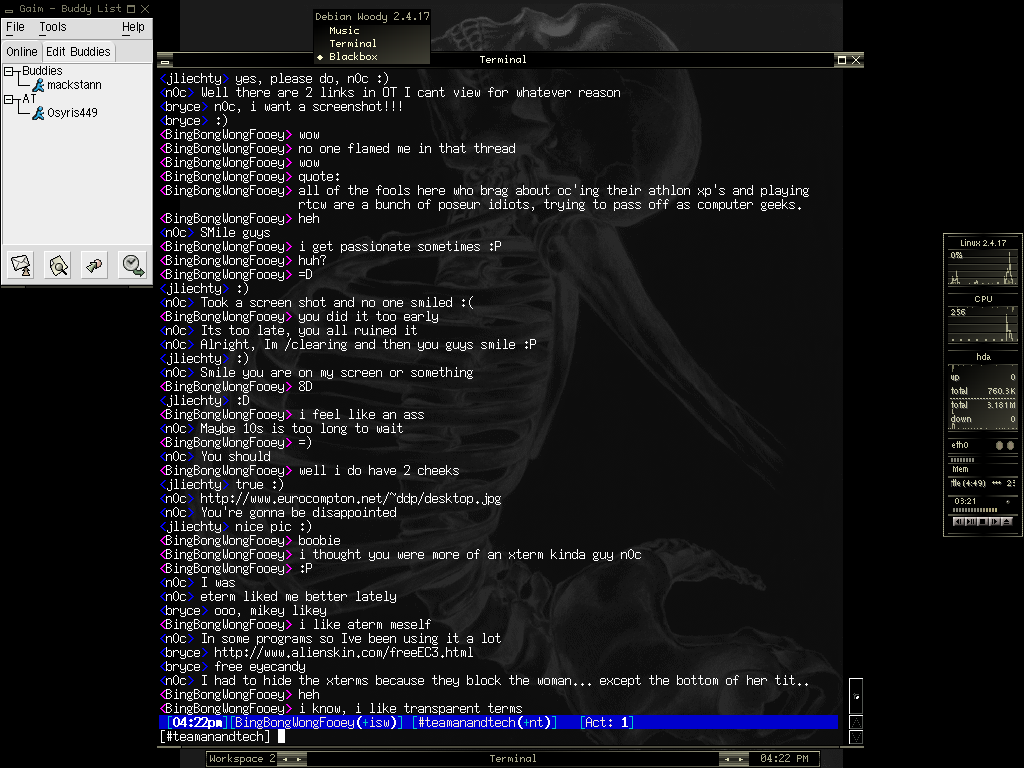 Gaim - Buddy List
File Tools Help
Online Edit Buddies
Buddies
mackstann
AT
Osyris449
Debian Woody 2.4.17
Music
Terminal
Blackbox
Terminal
<jliechty> yes, please do, n0c :)
<n0c> Well there are 2 links in OT I cant view for whatever reason
<bryce> n0c, i want a screenshot!!!
<bryce> :)
<BingBongWongFooey> wow
<BingBongWongFooey> no one flamed me in that thread
<BingBongWongFooey> wow
<BingBongWongFooey> quote:
<BingBongWongFooey> all of the fools here who brag about oc'ing their athlon xp's and playing
rtcw are a bunch of poseur idiots, trying to pass off as computer geeks.
<BingBongWongFooey> heh
<n0c> SMile guys
<BingBongWongFooey> i get passionate sometimes :P
<BingBongWongFooey> huh?
<BingBongWongFooey> =D
<jliechty> :)
<n0c> Took a screen shot and no one smiled :(
<BingBongWongFooey> you did it too early
<n0c> Its too late, you all ruined it
<n0c> Alright, Im /clearing and then you guys smile :P
<jliechty> :)
<n0c> Smile you are on my screen or something
<BingBongWongFooey> 8D
<jliechty> :D
<BingBongWongFooey> i feel like an ass
<n0c> Maybe 10s is too long to wait
<BingBongWongFooey> =)
<n0c> You should
<BingBongWongFooey> well i do have 2 cheeks
<jliechty> true :)
<n0c> http://www.eurocompton.net/~ddp/desktop.jpg
<n0c> You're gonna be disappointed
<jliechty> nice pic :)
<BingBongWongFooey> boobie
<BingBongWongFooey> i thought you were more of an xterm kinda guy n0c
<BingBongWongFooey> :P
<n0c> I was
<n0c> eterm liked me better lately
<bryce> ooo, mikey likey
<BingBongWongFooey> i like aterm meself
<n0c> In some programs so Ive been using it a lot
<bryce> http://www.alienskin.com/freeEC3.html
<bryce> free eyecandy
<n0c> I had to hide the xterms because they block the woman... except the bottom of her tit..
<BingBongWongFooey> heh
<BingBongWongFooey> i know, i like transparent terms
[04:22pm][BingBongWongFooey(+isw)] [#teamanandtech(+nt)] [Act: 1]
[#teamanandtech]
Linux 2.4.17
0%
CPU
256
hda
up 0
total 760.3K
total 3.181M
down 0
eth0
Mem
03:21
Workspace 2 Terminal 04:22 PM